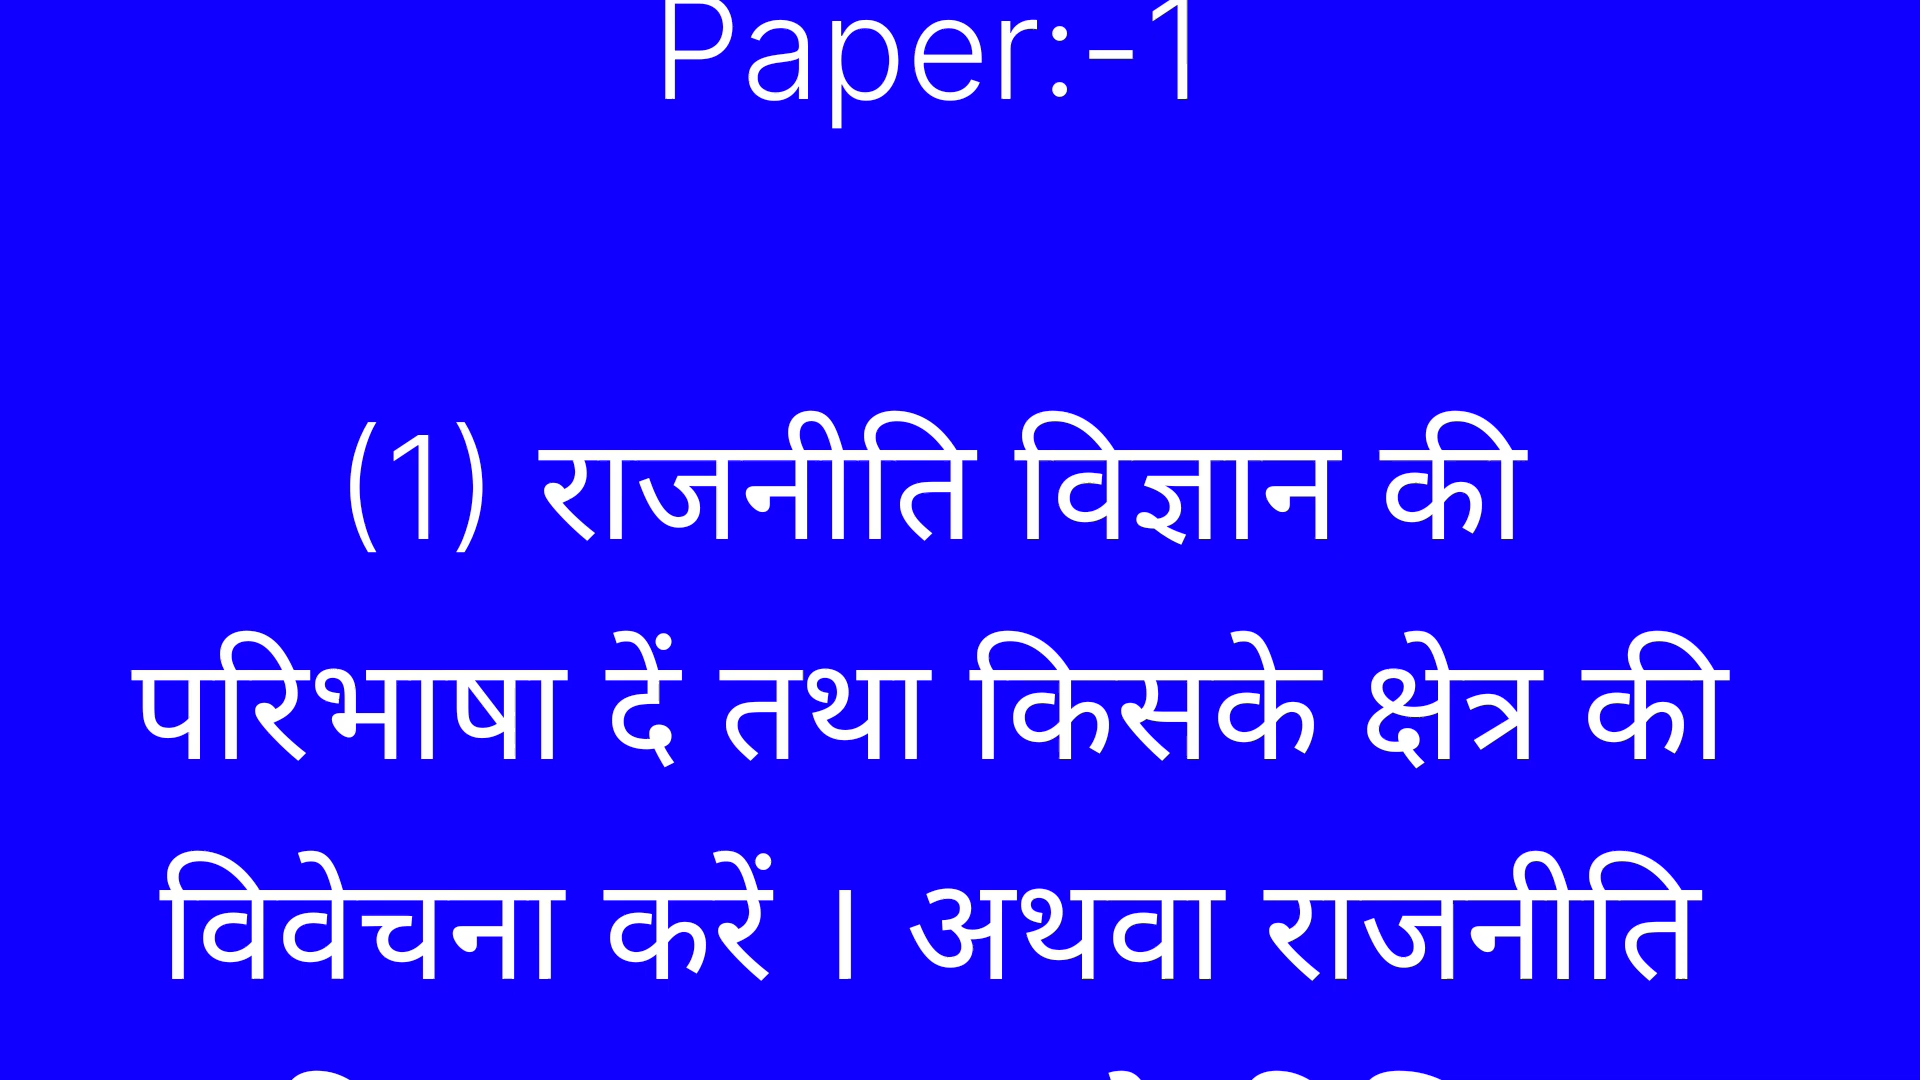 Paper:-1
(1) राजनीति विज्ञान की
परिभाषा दें तथा किसके क्षेत्र की
विवेचना करें । अथवा राजनीति